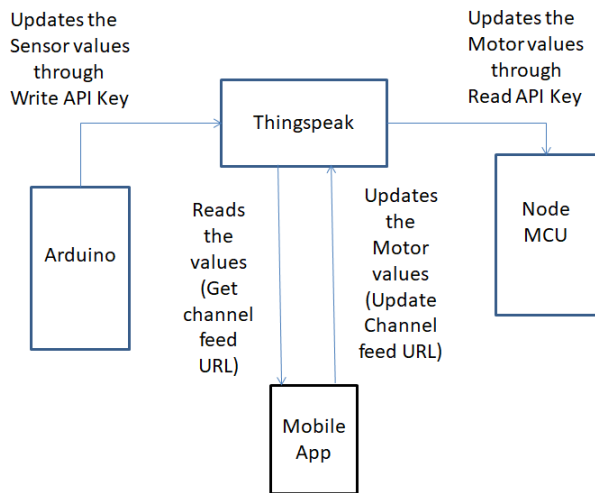 Updates the
Sensor values
through
Write API Key
Updates the
Motor values
through
Read API Key
Thingspeak
Arduino
Reads
the
values
(Get
channel
feed
URL)
Updates
the
Motor
values
(Update
Channel
feed URL)
Node
MCU
Mobile
App